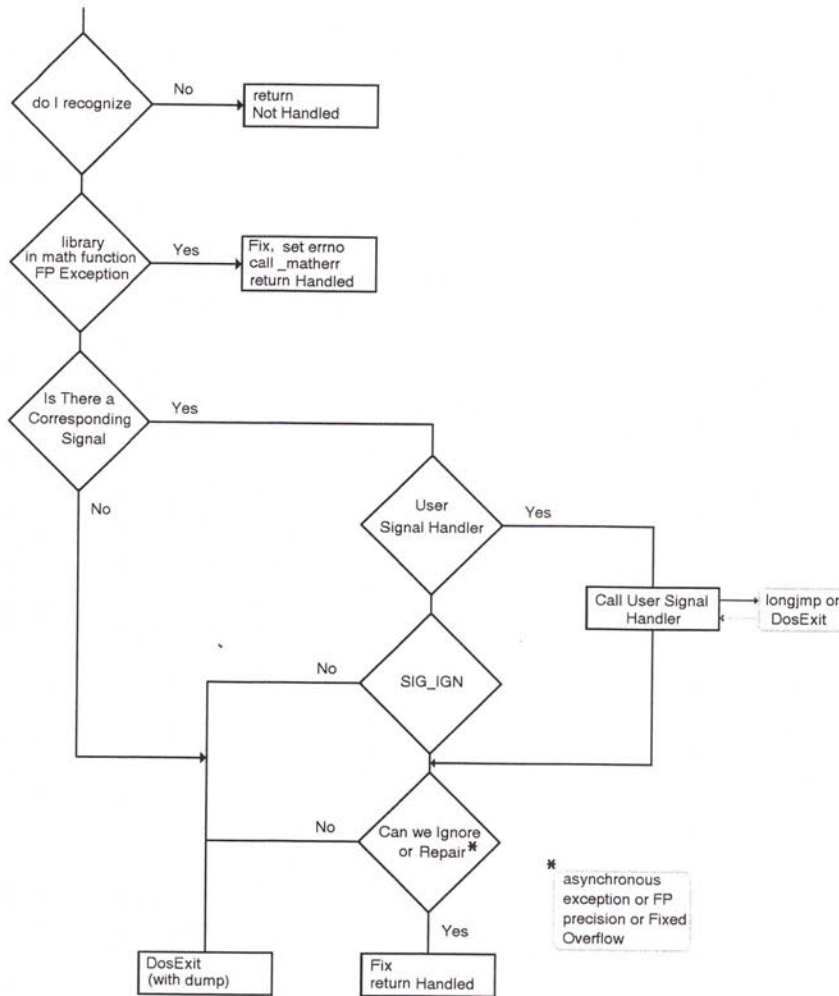 do I recognize
No
return
Not Handled
library
in math function
FP Exception
Yes
Fix, set errno
call _matherr
return Handled
Is There a
Corresponding
Signal
Yes
No
User
Signal Handler
Yes
Call User Signal
Handler
longjmp or
DosExit
SIG_IGN
No
Can we Ignore
or Repair*
No
Yes
* asynchronous
exception or FP
precision or Fixed
Overflow
DosExit
(with dump)
Fix
return Handled